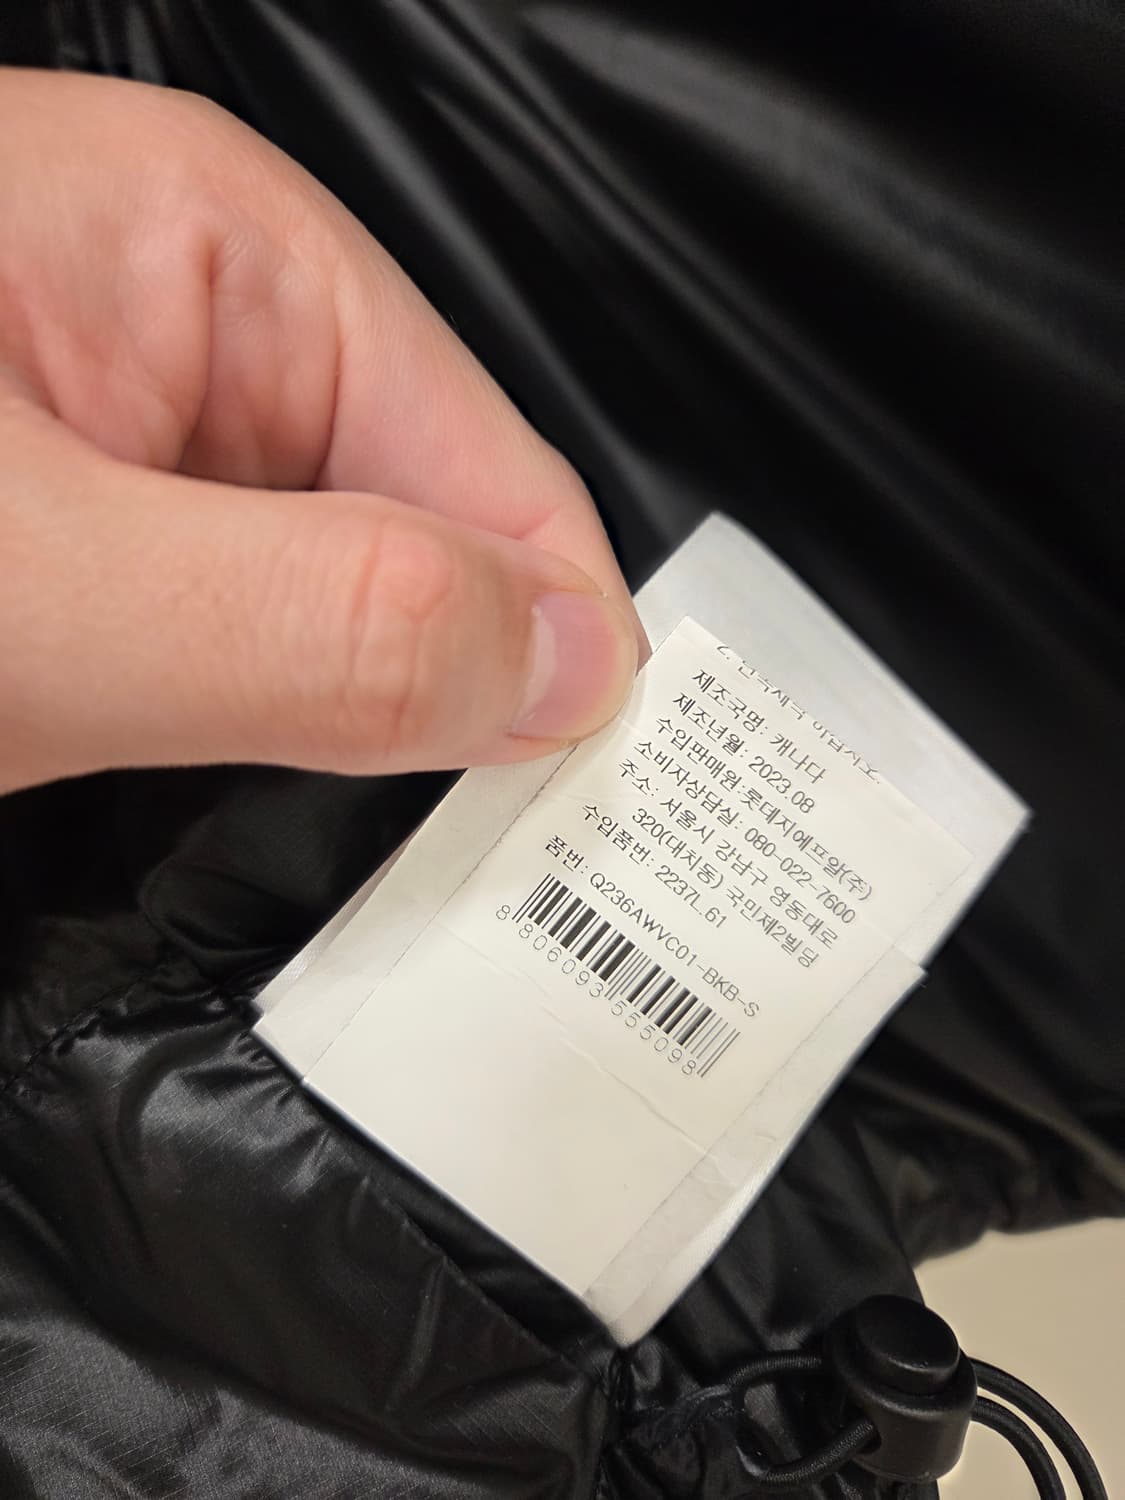 제조국명: 캐나다
제조년월: 2023.08
수입판매원:롯데지에프알(주)
소비자상담실: 080-022-7600
주소: 서울시 강남구 영동대로
320(대치동) 국민제2빌딩
수입품번: 2237L.61
품번: Q236AWVC01-BKB-S
8 806093 555098